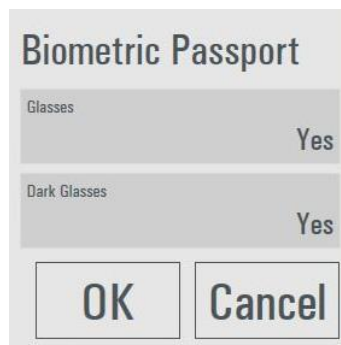 Biometric Passport
Glasses
Yes
Dark Glasses
Yes
OK Cancel